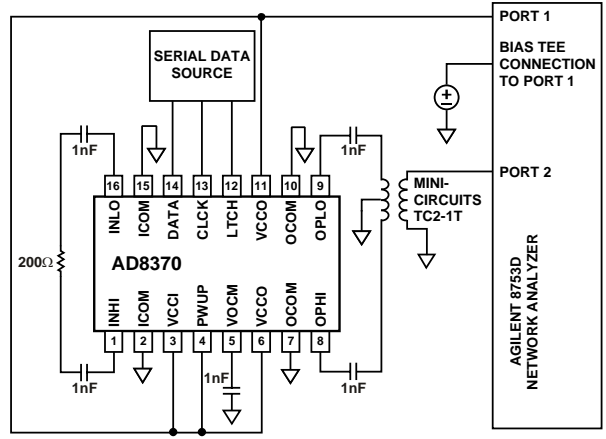 PORT 1
BIAS TEE
CONNECTION
TO PORT 1
SERIAL DATA
SOURCE
1nF
1nF
16
15
14
13
12
11
10
9
INLO
ICOM
DATA
CLCK
LTCH
VCCO
OCOM
OPLO
PORT 2
MINI-
CIRCUITS
TC2-1T
200Ω
AD8370
INHI
ICOM
VCCI
PWUP
VOCM
VCCO
OCOM
OPHI
1
2
3
4
5
6
7
8
1nF
1nF
1nF
AGILENT 8753D
NETWORK ANALYZER